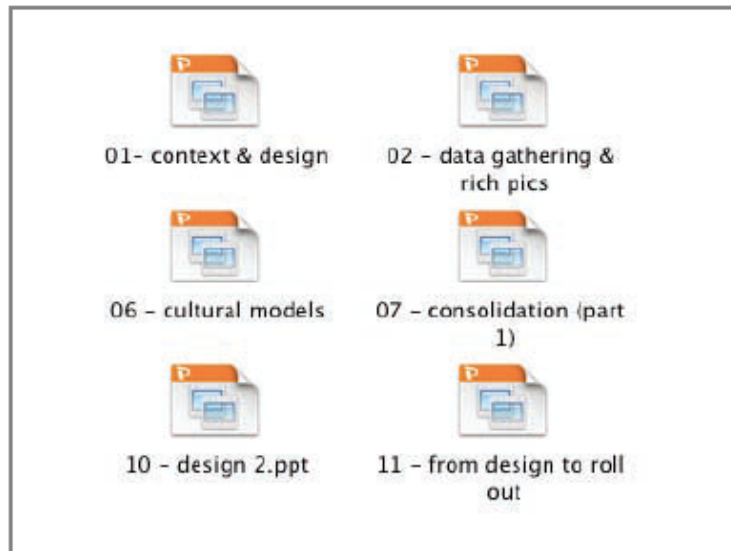 01- context & design
02 – data gathering &
rich pics
06 – cultural models
07 – consolidation (part
1)
10 – design 2.ppt
11 – from design to roll
out